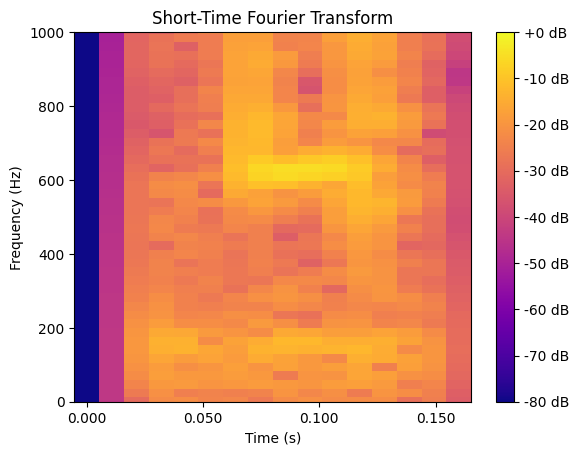 Short-Time Fourier Transform
1000
800
600
400
200
0
Frequency (Hz)
0.000
0.050
0.100
0.150
Time (s)
+0 dB
-10 dB
-20 dB
-30 dB
-40 dB
-50 dB
-60 dB
-70 dB
-80 dB